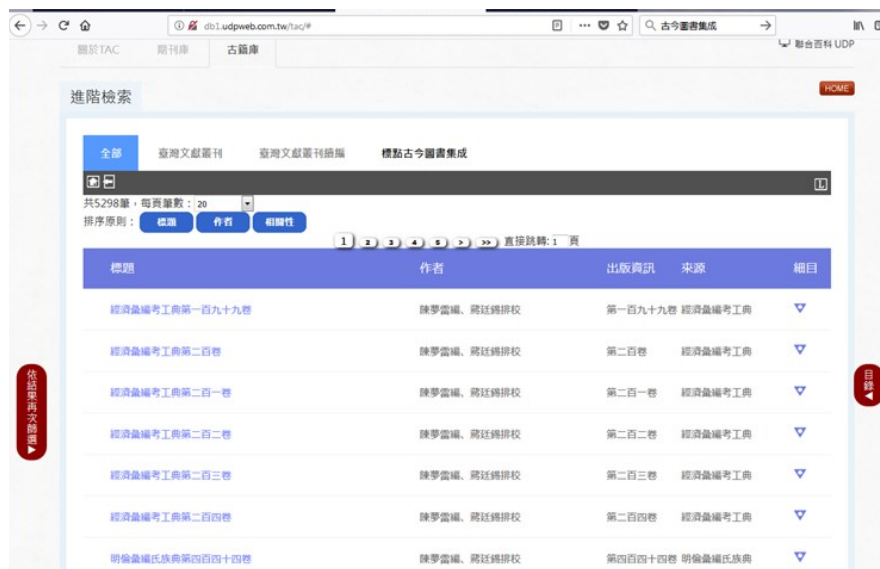 db1.udpweb.com.tw/tac/#
古今圖書集成
關於TAC 期刊庫 古籍庫
聯合百科 UDP
進階檢索
HOME
全部 臺灣文獻叢刊 臺灣文獻叢刊續編 標點古今圖書集成
共5298筆，每頁筆數： 20
排序原則： 標題 作者 相關性
1 2 3 4 5 > >> 直接跳轉: 1 頁
標題 作者 出版資訊 來源 細目
經濟彙編考工典第一百九十九卷 陳夢雷編、蔣廷錫排校 第一百九十九卷 經濟彙編考工典
經濟彙編考工典第二百卷 陳夢雷編、蔣廷錫排校 第二百卷 經濟彙編考工典
經濟彙編考工典第二百一卷 陳夢雷編、蔣廷錫排校 第二百一卷 經濟彙編考工典
經濟彙編考工典第二百二卷 陳夢雷編、蔣廷錫排校 第二百二卷 經濟彙編考工典
經濟彙編考工典第二百三卷 陳夢雷編、蔣廷錫排校 第二百三卷 經濟彙編考工典
經濟彙編考工典第二百四卷 陳夢雷編、蔣廷錫排校 第二百四卷 經濟彙編考工典
明倫彙編氏族典第四百四十四卷 陳夢雷編、蔣廷錫排校 第四百四十四卷 明倫彙編氏族典
依結果再次篩選▶
目錄◀